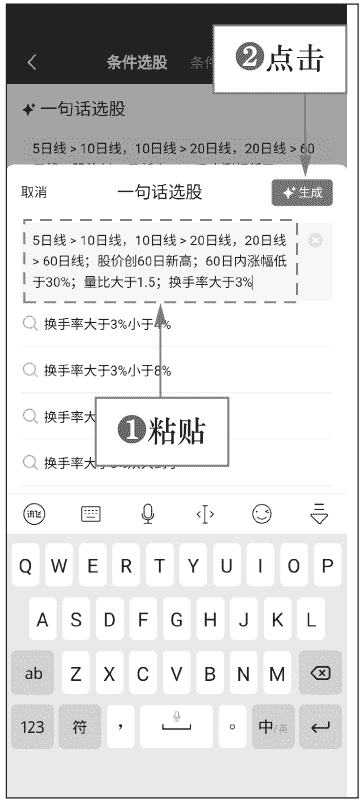 条件选股
❷点击
一句话选股
5日线 > 10日线，10日线 > 20日线，20日线 > 60
取消
一句话选股
生成
5日线 > 10日线，10日线 > 20日线，20日线
> 60日线；股价创60日新高；60日内涨幅低
于30%；量比大于1.5；换手率大于3%
换手率大于3%小于4%
换手率大于3%小于8%
换手率大
❶粘贴
换手率大
Q W E R T Y U I O P
A S D F G H J K L
ab Z X C V B N M
123 符 ， 。 中/英